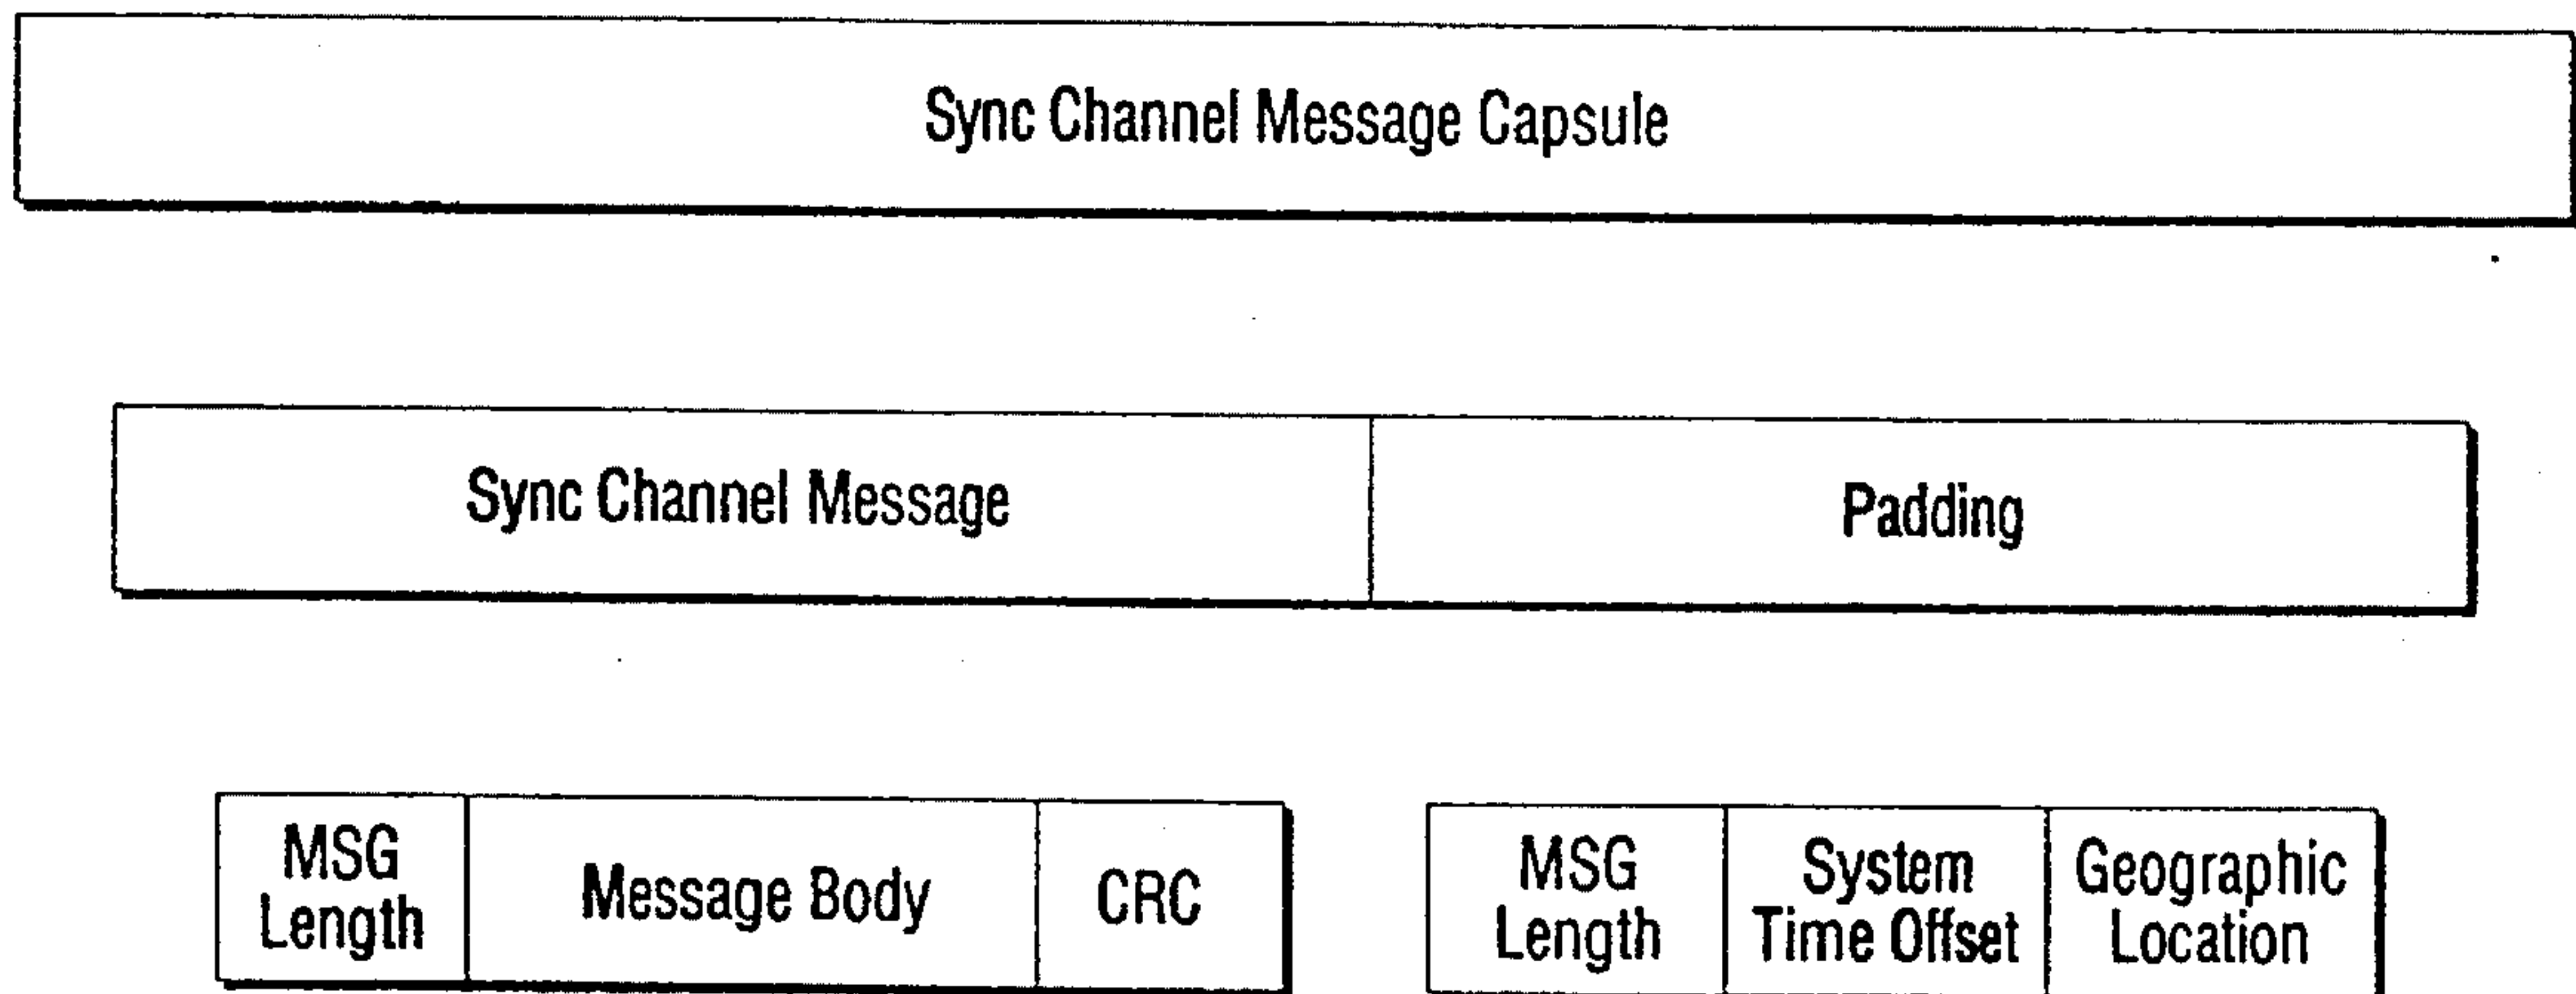 Sync Channel Message Capsule
Sync Channel Message
Padding
MSG
Length
Message Body
CRC
MSG
Length
System
Time Offset
Geographic
Location